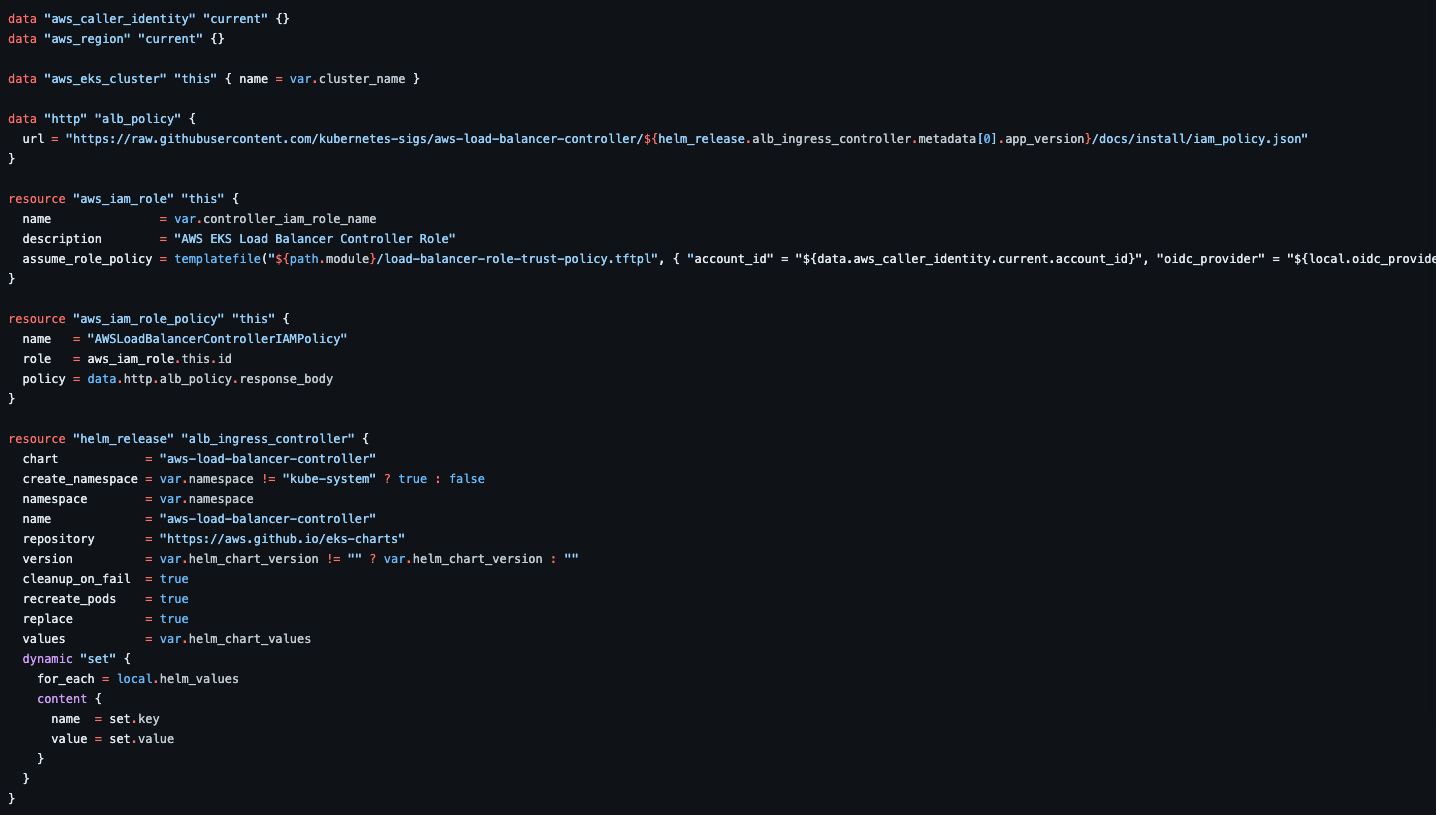 data "aws_caller_identity" "current" {}
data "aws_region" "current" {}

data "aws_eks_cluster" "this" { name = var.cluster_name }

data "http" "alb_policy" {
  url = "https://raw.githubusercontent.com/kubernetes-sigs/aws-load-balancer-controller/${helm_release.alb_ingress_controller.metadata[0].app_version}/docs/install/iam_policy.json"
}

resource "aws_iam_role" "this" {
  name               = var.controller_iam_role_name
  description        = "AWS EKS Load Balancer Controller Role"
  assume_role_policy = templatefile("${path.module}/load-balancer-role-trust-policy.tftpl", { "account_id" = "${data.aws_caller_identity.current.account_id}", "oidc_provider" = "${local.oidc_provide
}

resource "aws_iam_role_policy" "this" {
  name   = "AWSLoadBalancerControllerIAMPolicy"
  role   = aws_iam_role.this.id
  policy = data.http.alb_policy.response_body
}

resource "helm_release" "alb_ingress_controller" {
  chart            = "aws-load-balancer-controller"
  create_namespace = var.namespace != "kube-system" ? true : false
  namespace        = var.namespace
  name             = "aws-load-balancer-controller"
  repository       = "https://aws.github.io/eks-charts"
  version          = var.helm_chart_version != "" ? var.helm_chart_version : ""
  cleanup_on_fail  = true
  recreate_pods    = true
  replace          = true
  values           = var.helm_chart_values
  dynamic "set" {
    for_each = local.helm_values
    content {
      name  = set.key
      value = set.value
    }
  }
}